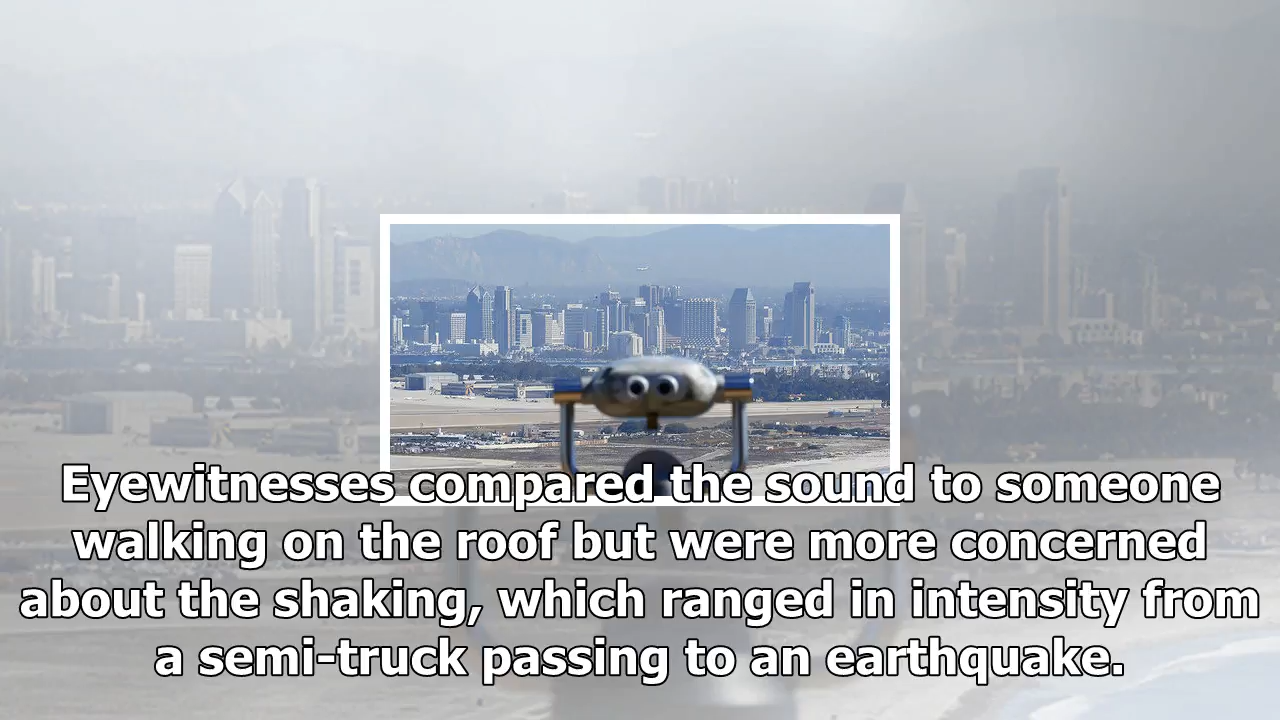 Eyewitnesses compared the sound to someone
walking on the roof but were more concerned
about the shaking, which ranged in intensity from
a semi-truck passing to an earthquake.